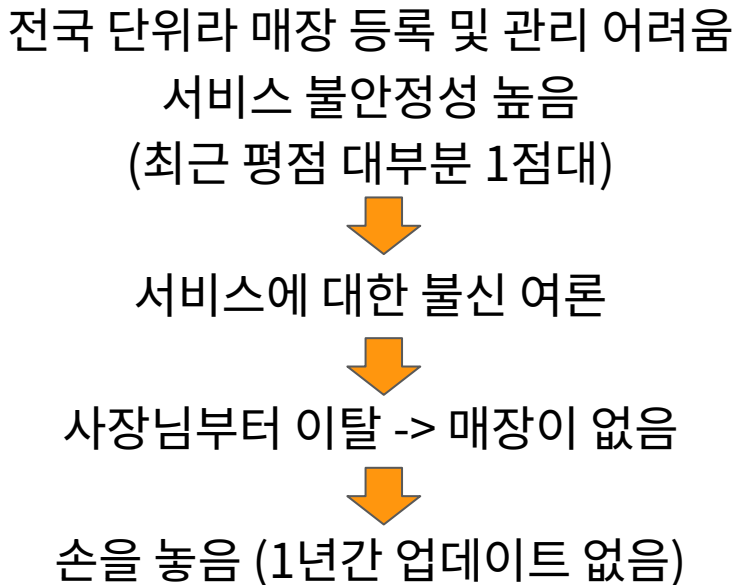 전국 단위라 매장 등록 및 관리 어려움
서비스 불안정성 높음
(최근 평점 대부분 1점대)
서비스에 대한 불신 여론
사장님부터 이탈 -> 매장이 없음
손을 놓음 (1년간 업데이트 없음)